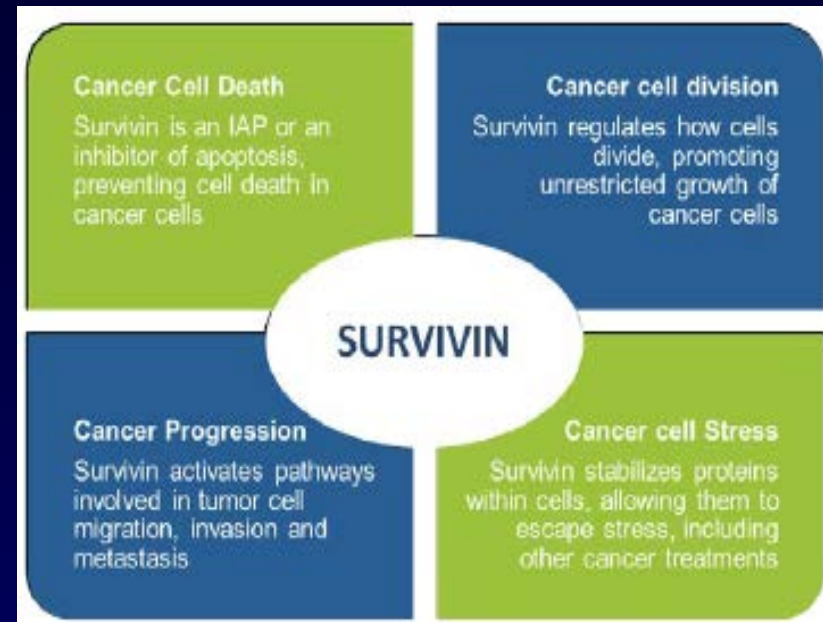 Cancer Cell Death
Survivin is an IAP or an
inhibitor of apoptosis,
preventing cell death in
cancer cells
Cancer cell division
Survivin regulates how cells
divide, promoting
unrestricted growth of
cancer cells
SURVIVIN
Cancer Progression
Survivin activates pathways
involved in tumor cell
migration, invasion and
metastasis
Cancer cell Stress
Survivin stabilizes proteins
within cells, allowing them to
escape stress, including
other cancer treatments